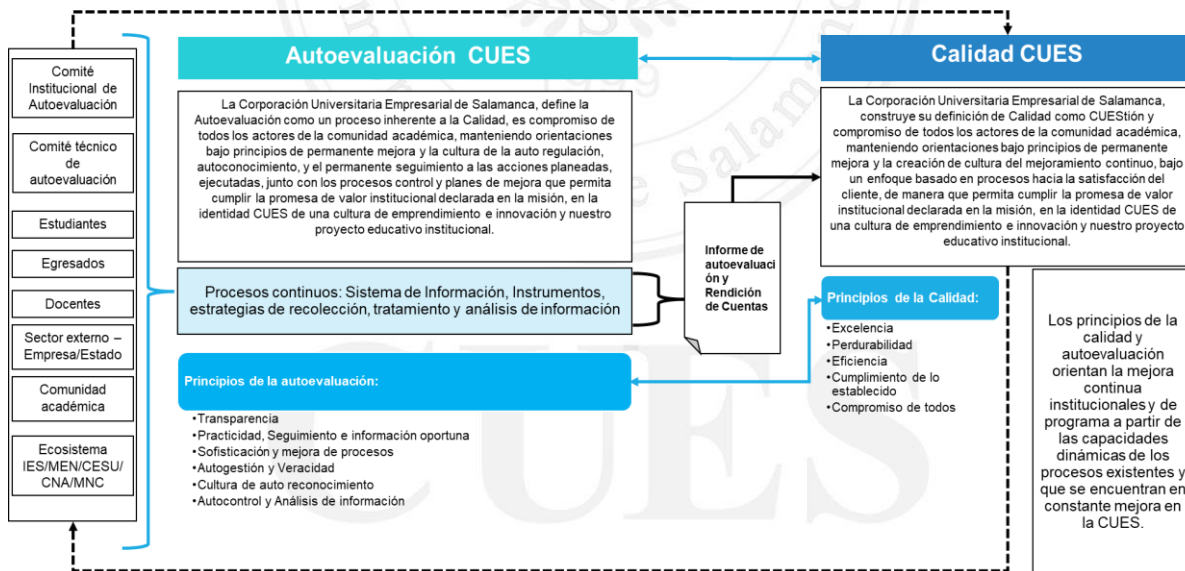 Comité
Institucional de
Autoevaluación
Comité técnico
de
autoevaluación
Estudiantes
Egresados
Docentes
Sector externo –
Empresa/Estado
Comunidad
académica
Ecosistema
IES/MEN/CESU/
CNA/MNC
Autoevaluación CUES
La Corporación Universitaria Empresarial de Salamanca, define la
Autoevaluación como un proceso inherente a la Calidad, es compromiso de
todos los actores de la comunidad académica, manteniendo orientaciones
bajo principios de permanente mejora y la cultura de la auto regulación,
autoconocimiento, y el permanente seguimiento a las acciones planeadas,
ejecutadas, junto con los procesos control y planes de mejora que permita
cumplir la promesa de valor institucional declarada en la misión, en la
identidad CUES de una cultura de emprendimiento e innovación y nuestro
proyecto educativo institucional.
Procesos continuos: Sistema de Información, Instrumentos,
estrategias de recolección, tratamiento y análisis de información
Principios de la autoevaluación:
•Transparencia
•Practicidad, Seguimiento e información oportuna
•Sofisticación y mejora de procesos
•Autogestión y Veracidad
•Cultura de auto reconocimiento
•Autocontrol y Análisis de información
Informe de
autoevaluaci
ón y
Rendición
de Cuentas
Calidad CUES
La Corporación Universitaria Empresarial de Salamanca,
construye su definición de Calidad como CUEStión y
compromiso de todos los actores de la comunidad académica,
manteniendo orientaciones bajo principios de permanente
mejora y la creación de cultura del mejoramiento continuo, bajo
un enfoque basado en procesos hacia la satisfacción del
cliente, de manera que permita cumplir la promesa de valor
institucional declarada en la misión, en la identidad CUES de
una cultura de emprendimiento e innovación y nuestro proyecto
educativo institucional.
Principios de la Calidad:
•Excelencia
•Perdurabilidad
•Eficiencia
•Cumplimiento de lo
establecido
•Compromiso de todos
Los principios de la
calidad y
autoevaluación
orientan la mejora
continua
institucionales y de
programa a partir de
las capacidades
dinámicas de los
procesos existentes y
que se encuentran en
constante mejora en
la CUES.
de Salamanca
CUES